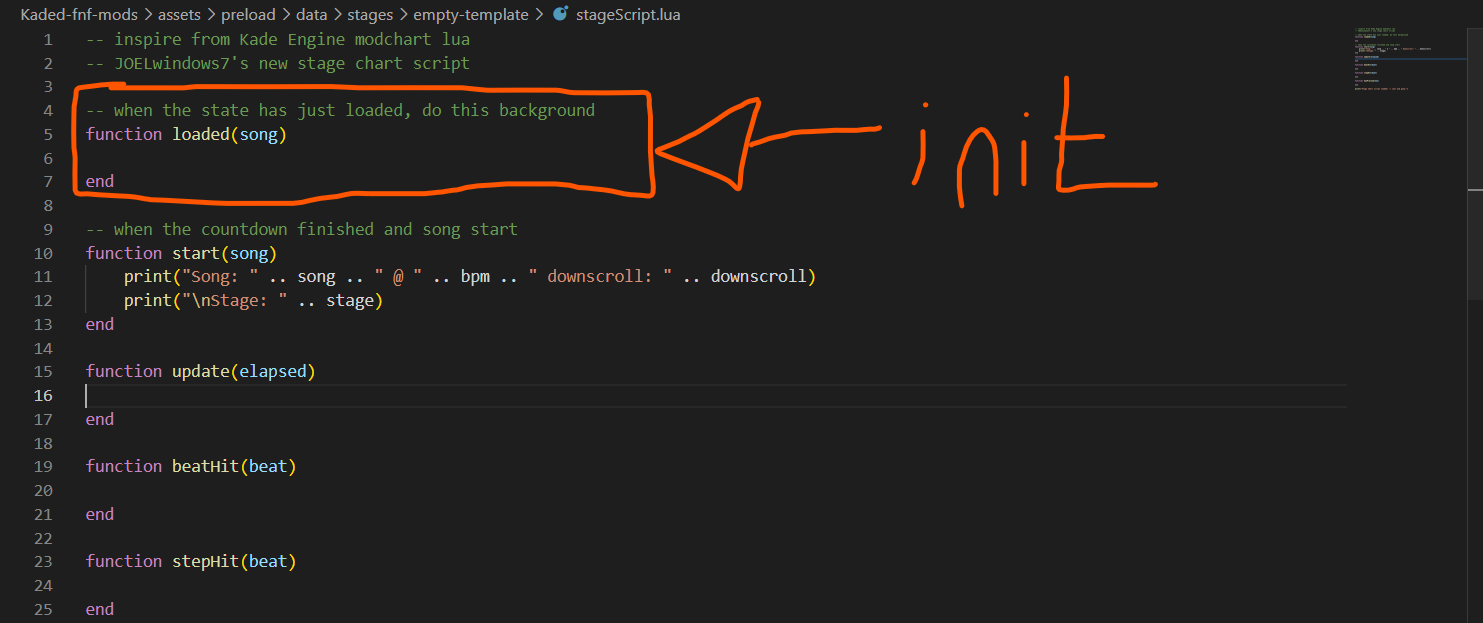 Kaded-fnf-mods > assets > preload > data > stages > empty-template > stageScript.lua
1 -- inspire from Kade Engine modchart lua
2 -- JOELwindows7's new stage chart script
3
4 -- when the state has just loaded, do this background
5 function loaded(song)
6
7 end
init
8
9 -- when the countdown finished and song start
10 function start(song)
11     print("Song: " .. song .. " @ " .. bpm .. " downscroll: " .. downscroll)
12     print("\nStage: " .. stage)
13 end
14
15 function update(elapsed)
16
17 end
18
19 function beatHit(beat)
20
21 end
22
23 function stepHit(beat)
24
25 end